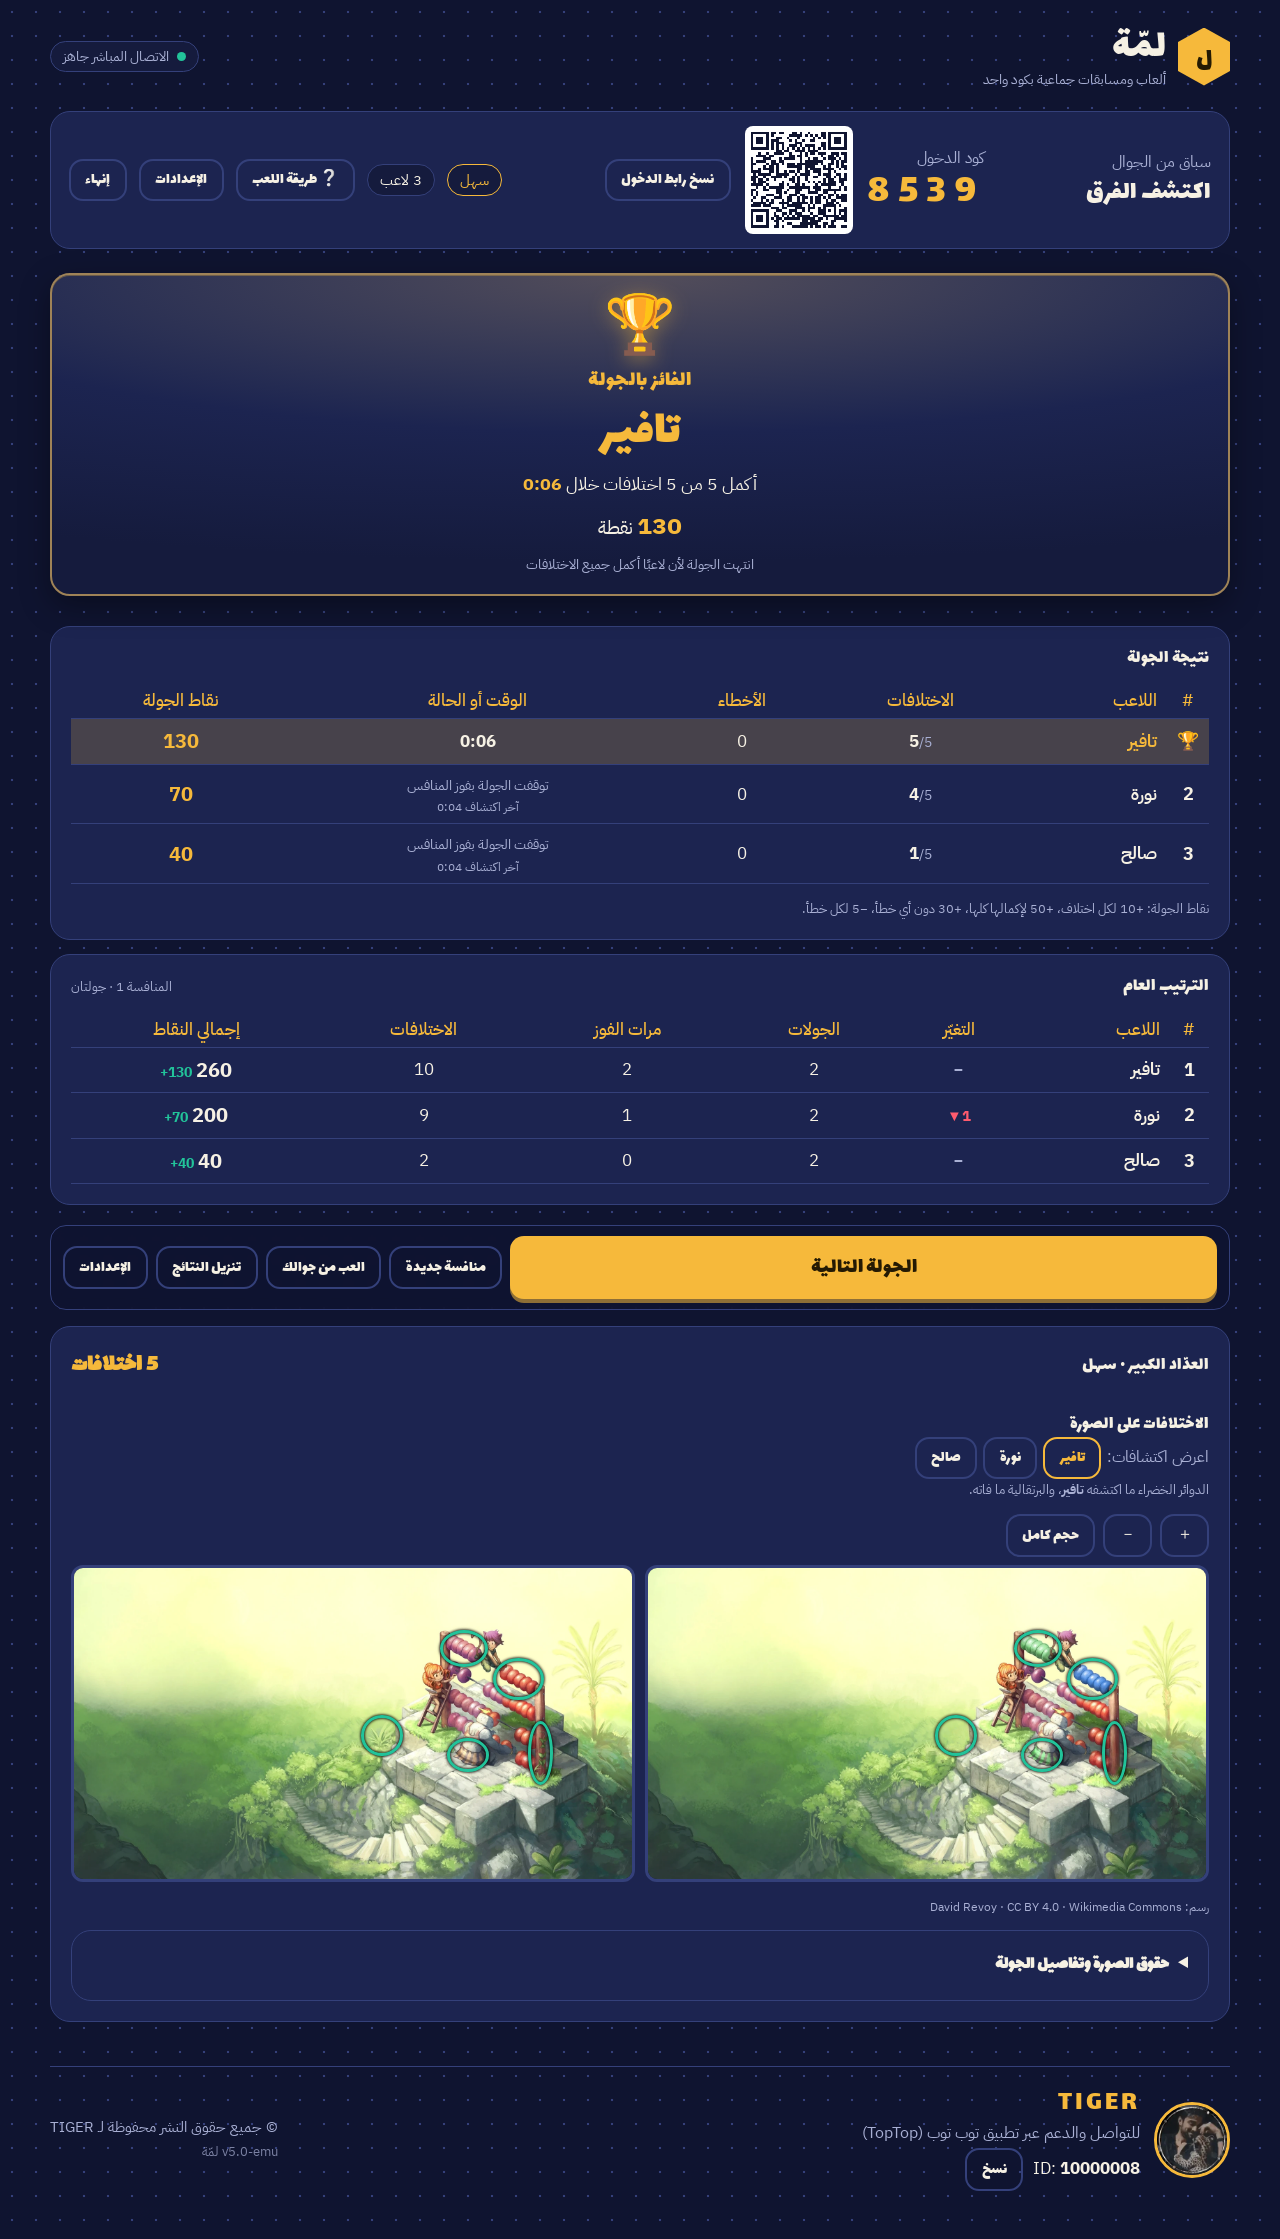 ل
لمّة
ألعاب ومسابقات جماعية بكود واحد
الاتصال المباشر جاهز
سباق من الجوال
اكتشف الفرق
كود الدخول
8539
نسخ رابط الدخول
سهل
3 لاعب
❔ طريقة اللعب
الإعدادات
إنهاء
الفائز بالجولة
تافير
أكمل 5 من 5 اختلافات خلال 0:06
130 نقطة
انتهت الجولة لأن لاعبًا أكمل جميع الاختلافات
نتيجة الجولة
# اللاعب الاختلافات الأخطاء الوقت أو الحالة نقاط الجولة
🏆 تافير 5/5 0 0:06 130
2 نورة 4/5 0 توقفت الجولة بفوز المنافس 70
آخر اكتشاف 0:04
3 صالح 1/5 0 توقفت الجولة بفوز المنافس 40
آخر اكتشاف 0:04
نقاط الجولة: +10 لكل اختلاف، +50 لإكمالها كلها، +30 دون أي خطأ، −5 لكل خطأ.
الترتيب العام
المنافسة 1 · جولتان
# اللاعب التغيّر الجولات مرات الفوز الاختلافات إجمالي النقاط
1 تافير – 2 2 10 260 +130
2 نورة ▼1 2 1 9 200 +70
3 صالح – 2 0 2 40 +40
الجولة التالية
منافسة جديدة
العب من جوالك
تنزيل النتائج
الإعدادات
العدّاد الكبير · سهل
5 اختلافات
الاختلافات على الصورة
اعرض اكتشافات: تافير نورة صالح
الدوائر الخضراء ما اكتشفه تافير، والبرتقالية ما فاته.
+ − حجم كامل
رسم: David Revoy · CC BY 4.0 · Wikimedia Commons
◀ حقوق الصورة وتفاصيل الجولة
TIGER
للتواصل والدعم عبر تطبيق توب توب (TopTop)
ID: 10000008 نسخ
© جميع حقوق النشر محفوظة لـ TIGER
لمّة v5.0-emu